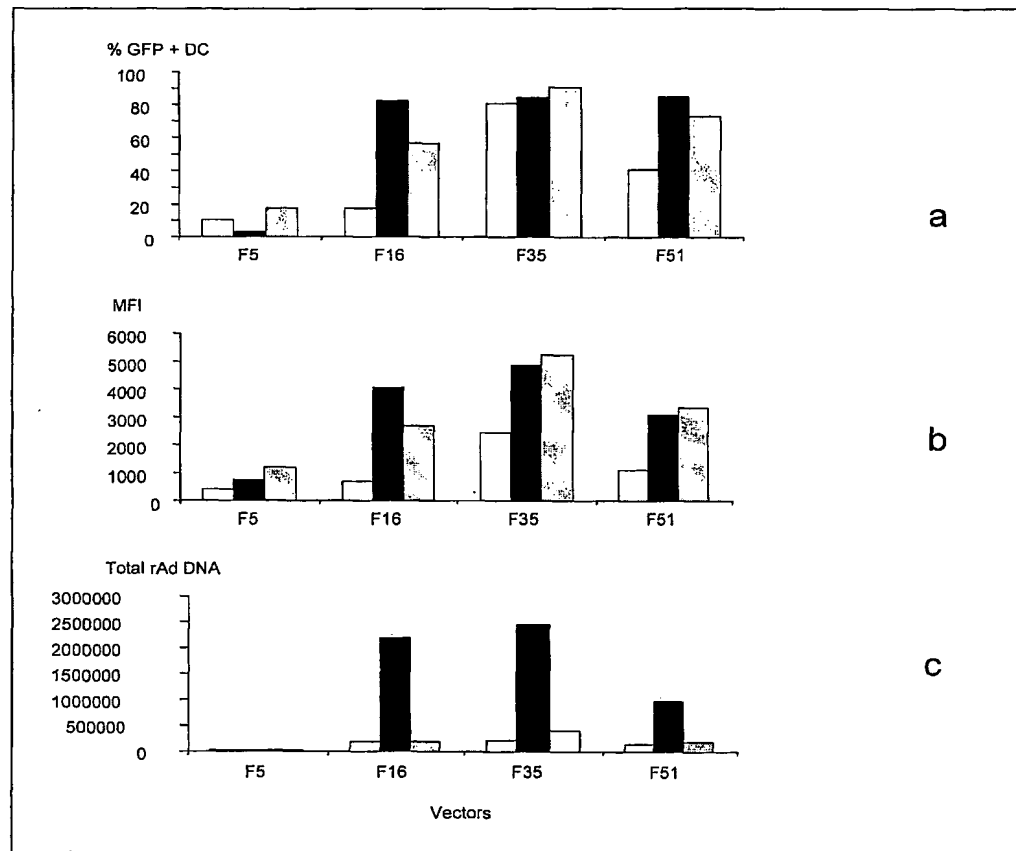 % GFP + DC
100
80
60
40
20
0
F5 F16 F35 F51
a
MFI
6000
5000
4000
3000
2000
1000
0
F5 F16 F35 F51
b
Total rAd DNA
3000000
2500000
2000000
1500000
1000000
500000
0
F5 F16 F35 F51
c
Vectors